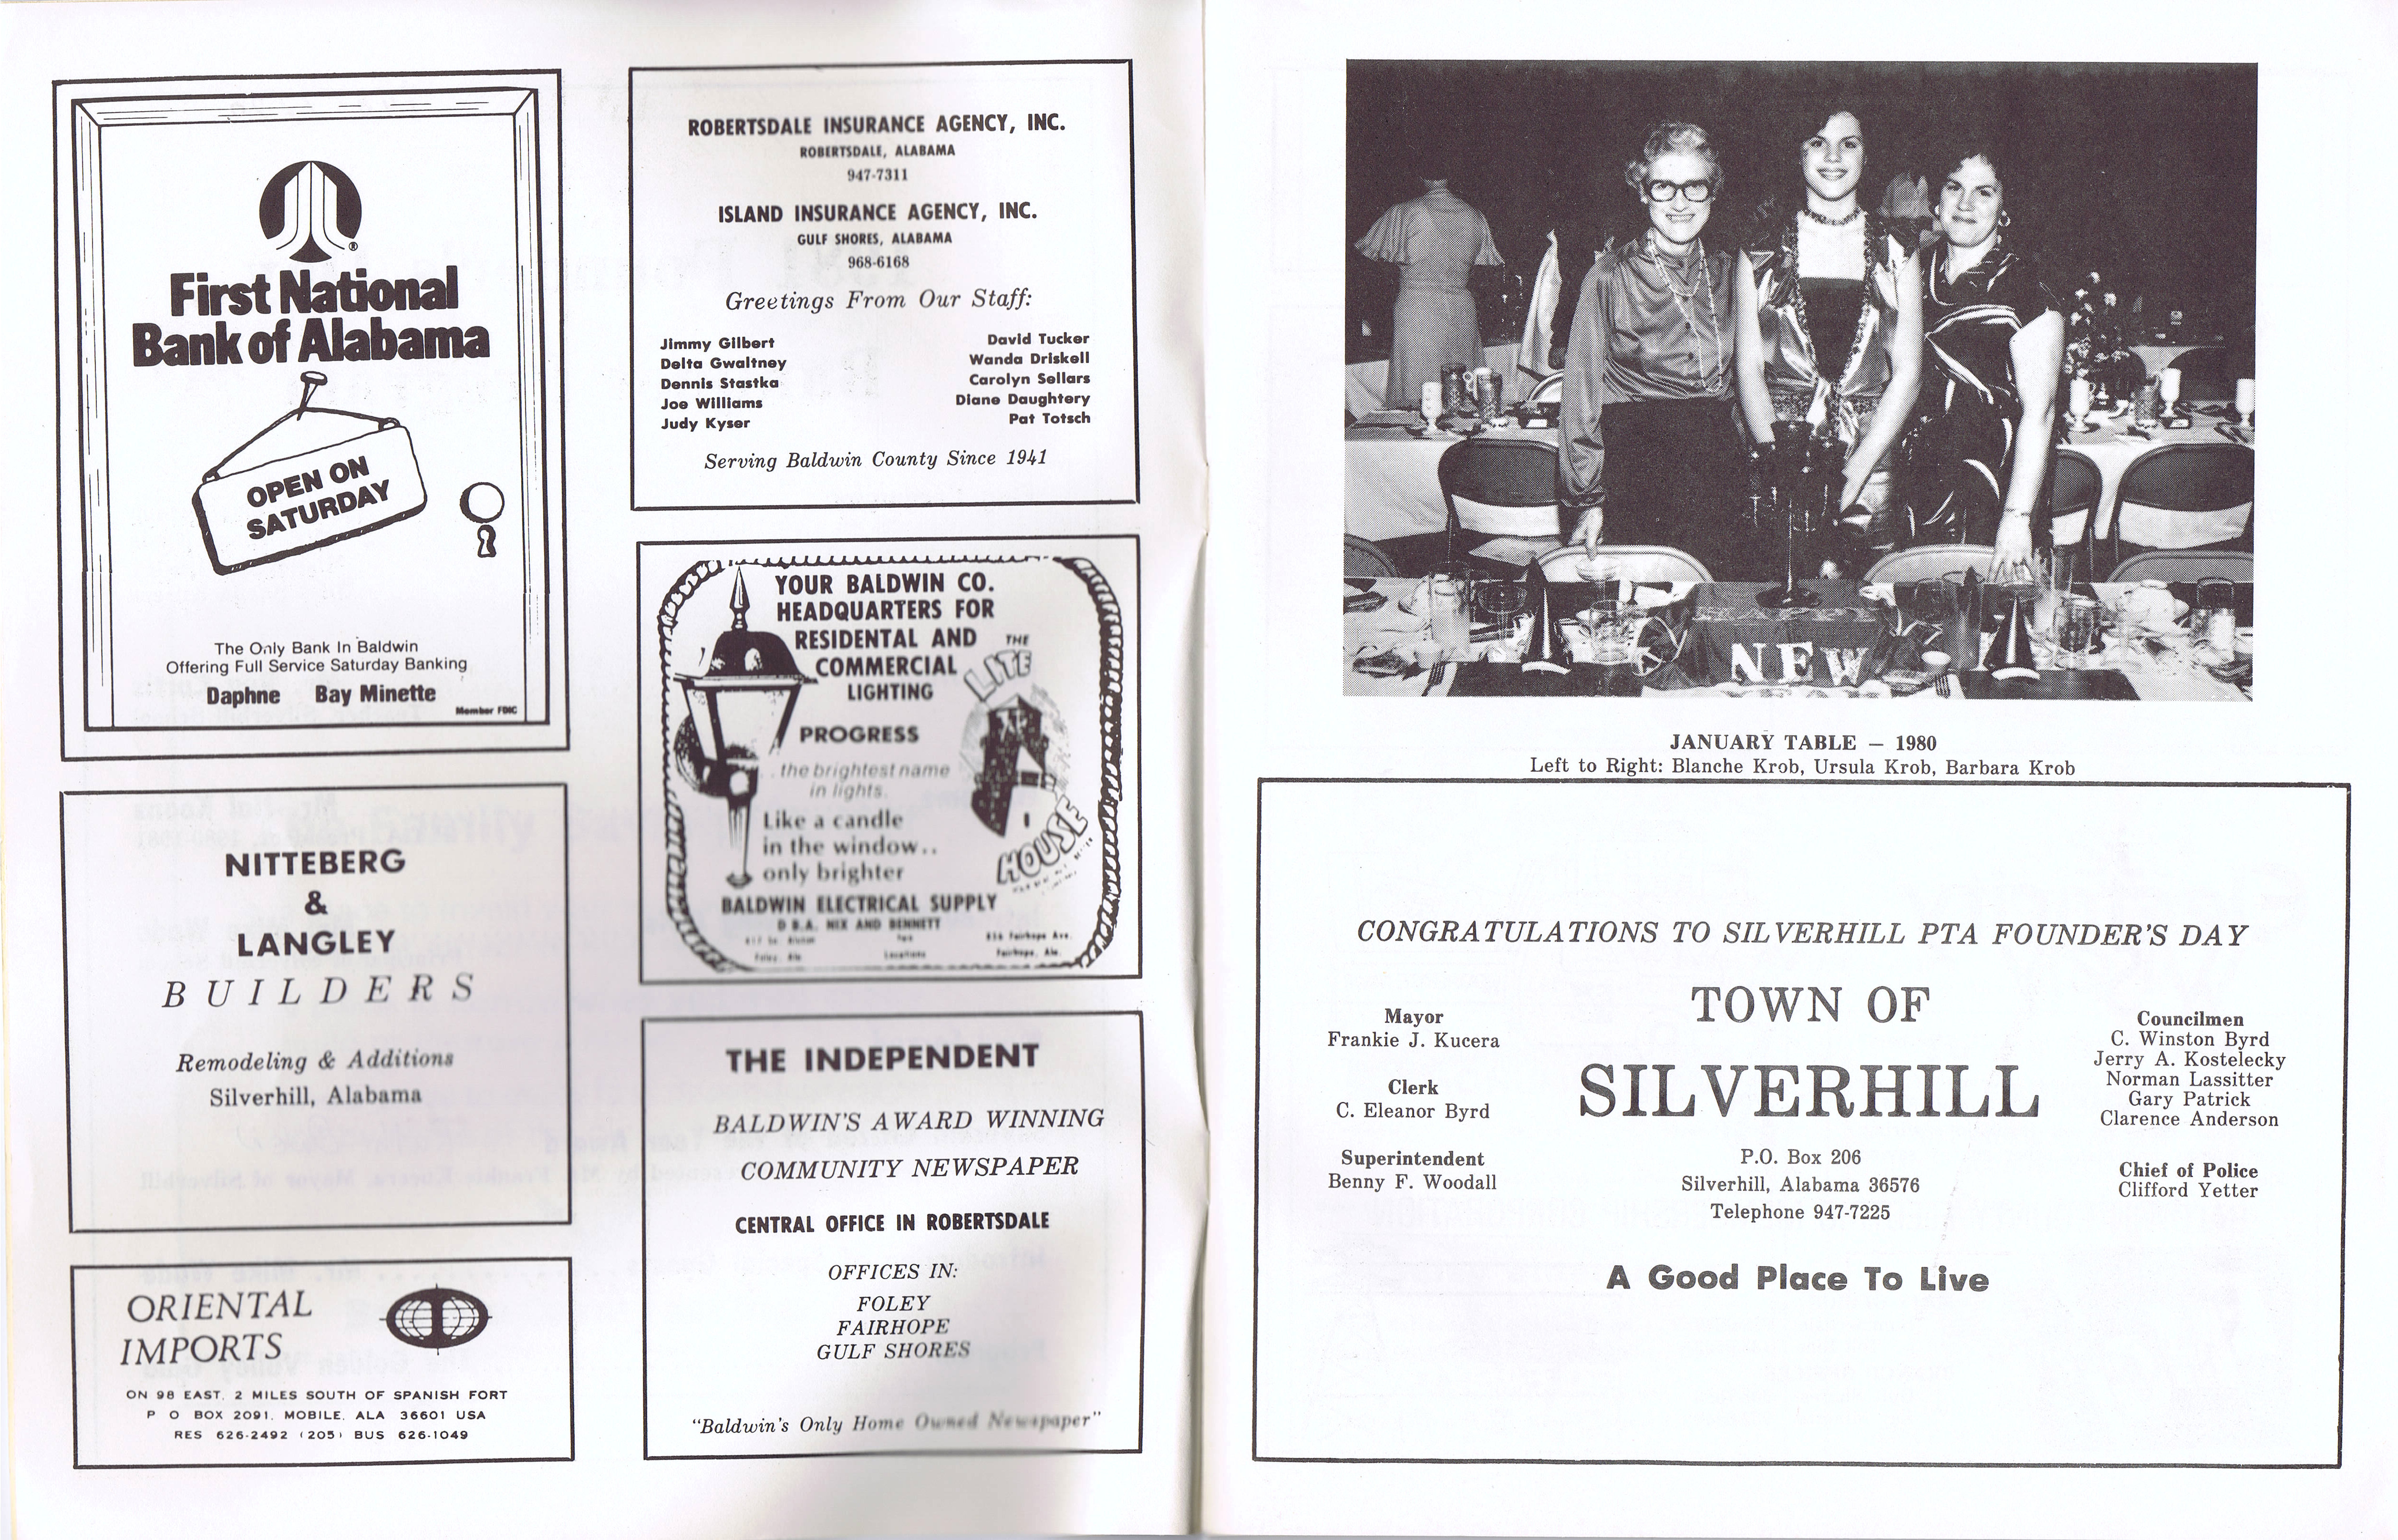 First National
Bank of Alabama
OPEN ON
SATURDAY
The Only Bank In Baldwin
Offering Full Service Saturday Banking
Daphne Bay Minette
Member FDIC
NITTEBERG
&
LANGLEY
BUILDERS
Remodeling & Additions
Silverhill, Alabama
ORIENTAL
IMPORTS
ON 98 EAST, 2 MILES SOUTH OF SPANISH FORT
P O BOX 2091, MOBILE, ALA 36601 USA
RES 626-2492 (205) BUS 626-1049
ROBERTSDALE INSURANCE AGENCY, INC.
ROBERTSDALE, ALABAMA
947-7311
ISLAND INSURANCE AGENCY, INC.
GULF SHORES, ALABAMA
968-6168
Greetings From Our Staff:
Jimmy Gilbert David Tucker
Delta Gwaltney Wanda Driskell
Dennis Stastka Carolyn Sellars
Joe Williams Diane Daughtery
Judy Kyser Pat Totsch
Serving Baldwin County Since 1941
YOUR BALDWIN CO.
HEADQUARTERS FOR
RESIDENTAL AND
COMMERCIAL
LIGHTING
THE
LITE
HOUSE
PROGRESS
. . the brightest name
in lights.
Like a candle
in the window..
only brighter
BALDWIN ELECTRICAL SUPPLY
D B.A. NIX AND BENNETT
Fairhope Ave.
Foley, Ala Locations Fairhope, Ala.
THE INDEPENDENT
BALDWIN'S AWARD WINNING
COMMUNITY NEWSPAPER
CENTRAL OFFICE IN ROBERTSDALE
OFFICES IN:
FOLEY
FAIRHOPE
GULF SHORES
"Baldwin's Only Home Owned Newspaper"
NEW
JANUARY TABLE — 1980
Left to Right: Blanche Krob, Ursula Krob, Barbara Krob
CONGRATULATIONS TO SILVERHILL PTA FOUNDER'S DAY
TOWN OF
SILVERHILL
P.O. Box 206
Silverhill, Alabama 36576
Telephone 947-7225
A Good Place To Live
Mayor
Frankie J. Kucera
Clerk
C. Eleanor Byrd
Superintendent
Benny F. Woodall
Councilmen
C. Winston Byrd
Jerry A. Kostelecky
Norman Lassitter
Gary Patrick
Clarence Anderson
Chief of Police
Clifford Yetter